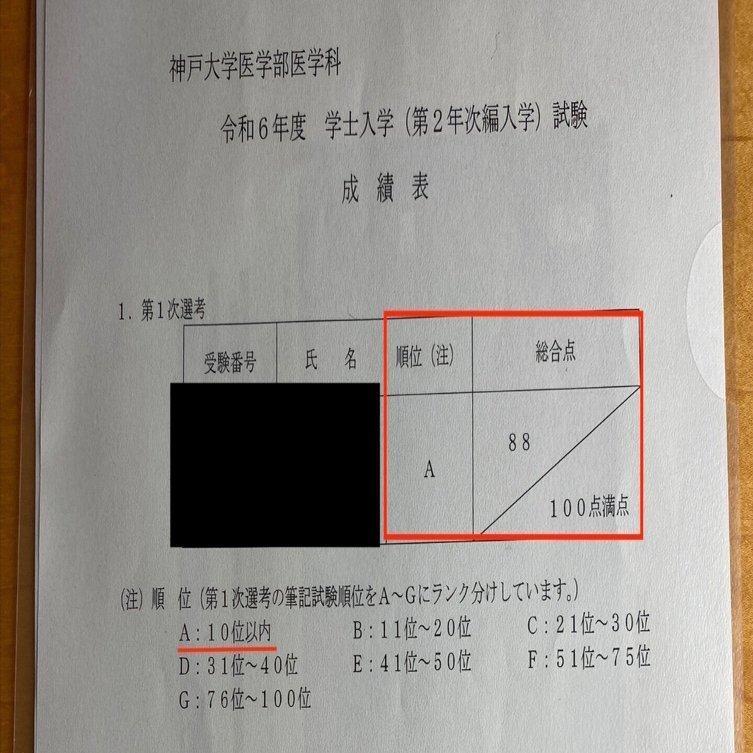 神戸大学医学部医学科
令和６年度　学士入学（第２年次編入学）試験
成　績　表
１．第１次選考
受験番号　氏　名　順位（注）　総合点
A　８８
１００点満点
（注）順　位（第１次選考の筆記試験順位をＡ～Ｇにランク分けしています。）
Ａ：１０位以内　Ｂ：１１位～２０位　Ｃ：２１位～３０位
Ｄ：３１位～４０位　Ｅ：４１位～５０位　Ｆ：５１位～７５位
Ｇ：７６位～１００位